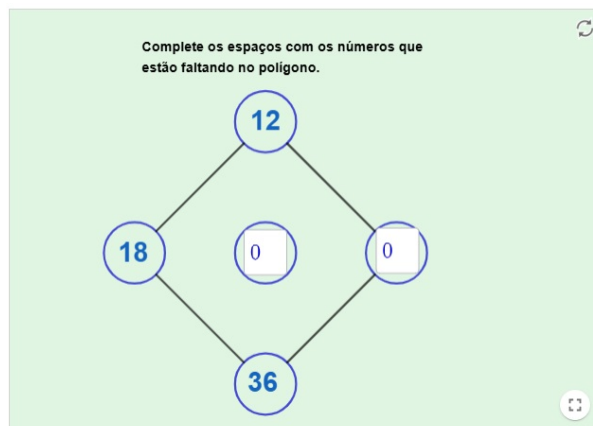 Complete os espaços com os números que
estão faltando no polígono.
12
18
0
0
36